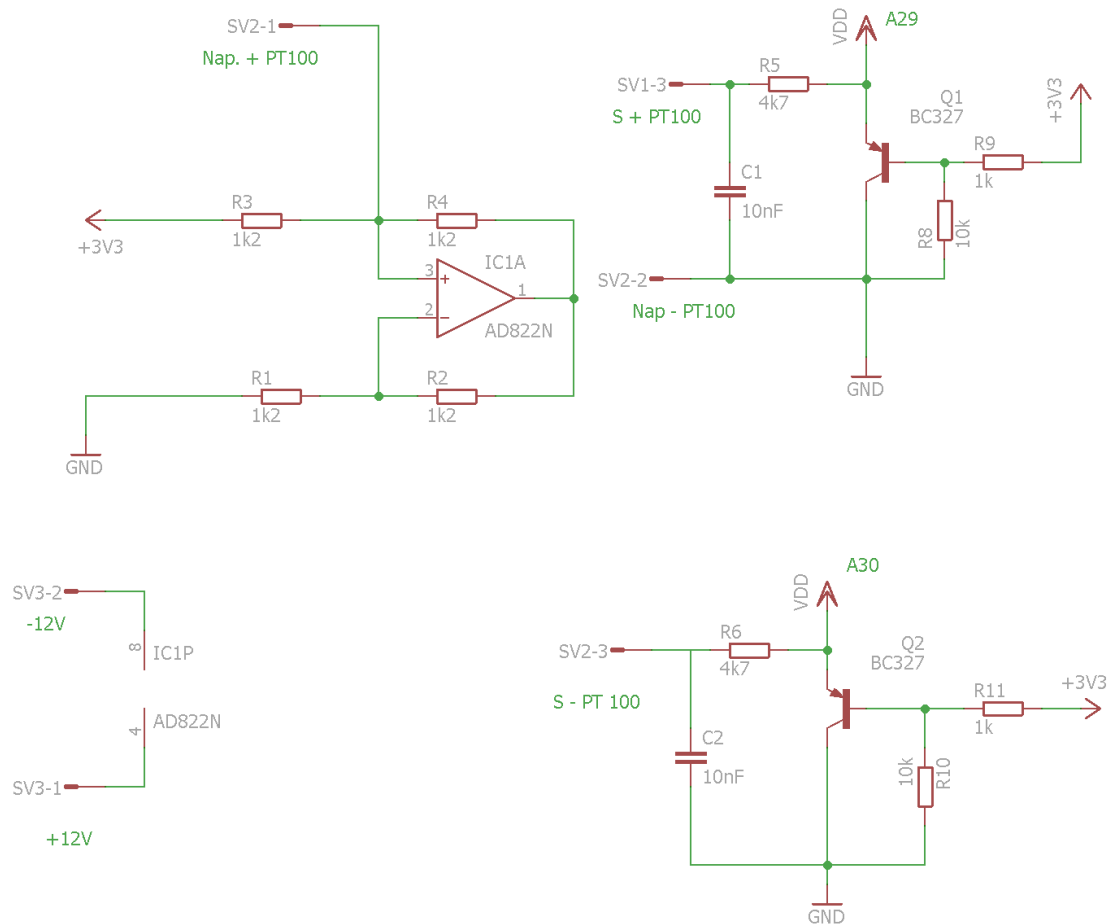 SV2-1
Nap. + PT100
R3
1k2
+3V3
R4
1k2
IC1A
3
+
1
2
−
AD822N
R1
1k2
R2
1k2
GND
VDD
A29
SV1-3
R5
4k7
S + PT100
Q1
BC327
+3V3
R9
1k
C1
10nF
R8
10k
SV2-2
Nap - PT100
GND
SV3-2
-12V
8
IC1P
4
AD822N
SV3-1
+12V
VDD
A30
SV2-3
R6
4k7
S - PT 100
Q2
BC327
R11
1k
+3V3
C2
10nF
10k
R10
GND